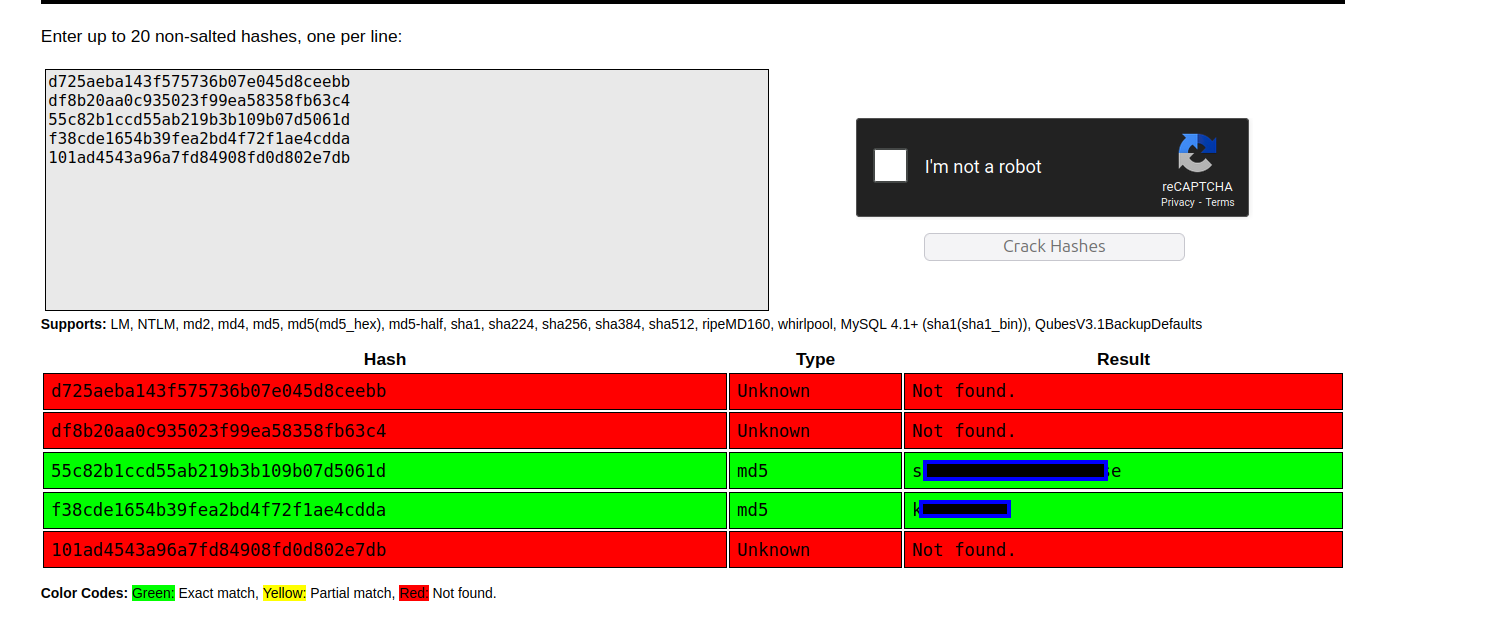 Enter up to 20 non-salted hashes, one per line:
d725aeba143f575736b07e045d8ceebb
df8b20aa0c935023f99ea58358fb63c4
55c82b1ccd55ab219b3b109b07d5061d
f38cde1654b39fea2bd4f72f1ae4cdda
101ad4543a96a7fd84908fd0d802e7db
I'm not a robot
reCAPTCHA
Privacy - Terms
Crack Hashes
Supports: LM, NTLM, md2, md4, md5, md5(md5_hex), md5-half, sha1, sha224, sha256, sha384, sha512, ripeMD160, whirlpool, MySQL 4.1+ (sha1(sha1_bin)), QubesV3.1BackupDefaults
Hash Type Result
d725aeba143f575736b07e045d8ceebb Unknown Not found.
df8b20aa0c935023f99ea58358fb63c4 Unknown Not found.
55c82b1ccd55ab219b3b109b07d5061d md5 s e
f38cde1654b39fea2bd4f72f1ae4cdda md5 k
101ad4543a96a7fd84908fd0d802e7db Unknown Not found.
Color Codes: Green: Exact match, Yellow: Partial match, Red: Not found.